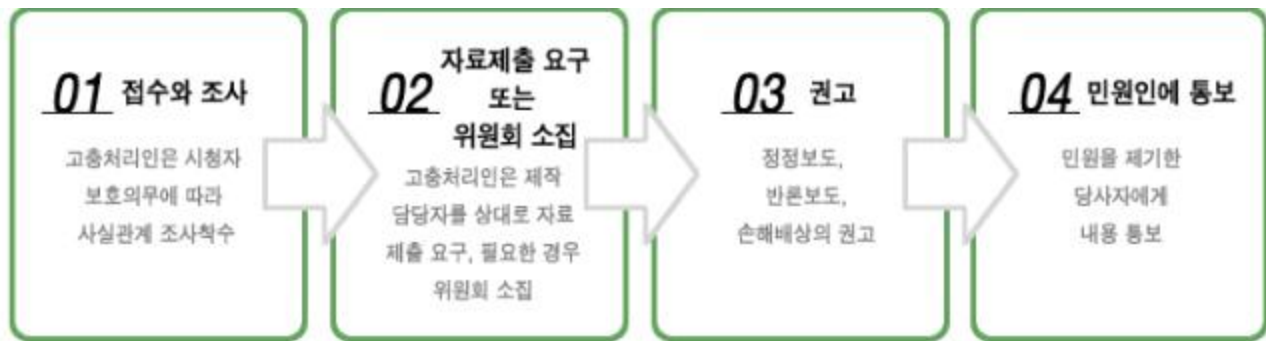 01 접수와 조사
고충처리인은 시청자
보호의무에 따라
사실관계 조사착수
02 자료제출 요구
또는
위원회 소집
고충처리인은 제작
담당자를 상대로 자료
제출 요구, 필요한 경우
위원회 소집
03 권고
정정보도,
반론보도,
손해배상의 권고
04 민원인에 통보
민원을 제기한
당사자에게
내용 통보